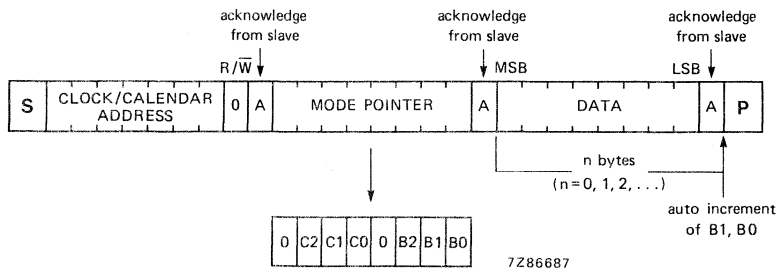 acknowledge from slave
acknowledge from slave
acknowledge from slave
R/W̅
MSB
LSB
S
CLOCK/CALENDAR ADDRESS
0
A
MODE POINTER
A
DATA
A
P
n bytes
(n=0, 1, 2, . . .)
auto increment
of B1, B0
0 C2 C1 C0 0 B2 B1 B0
7Z86687